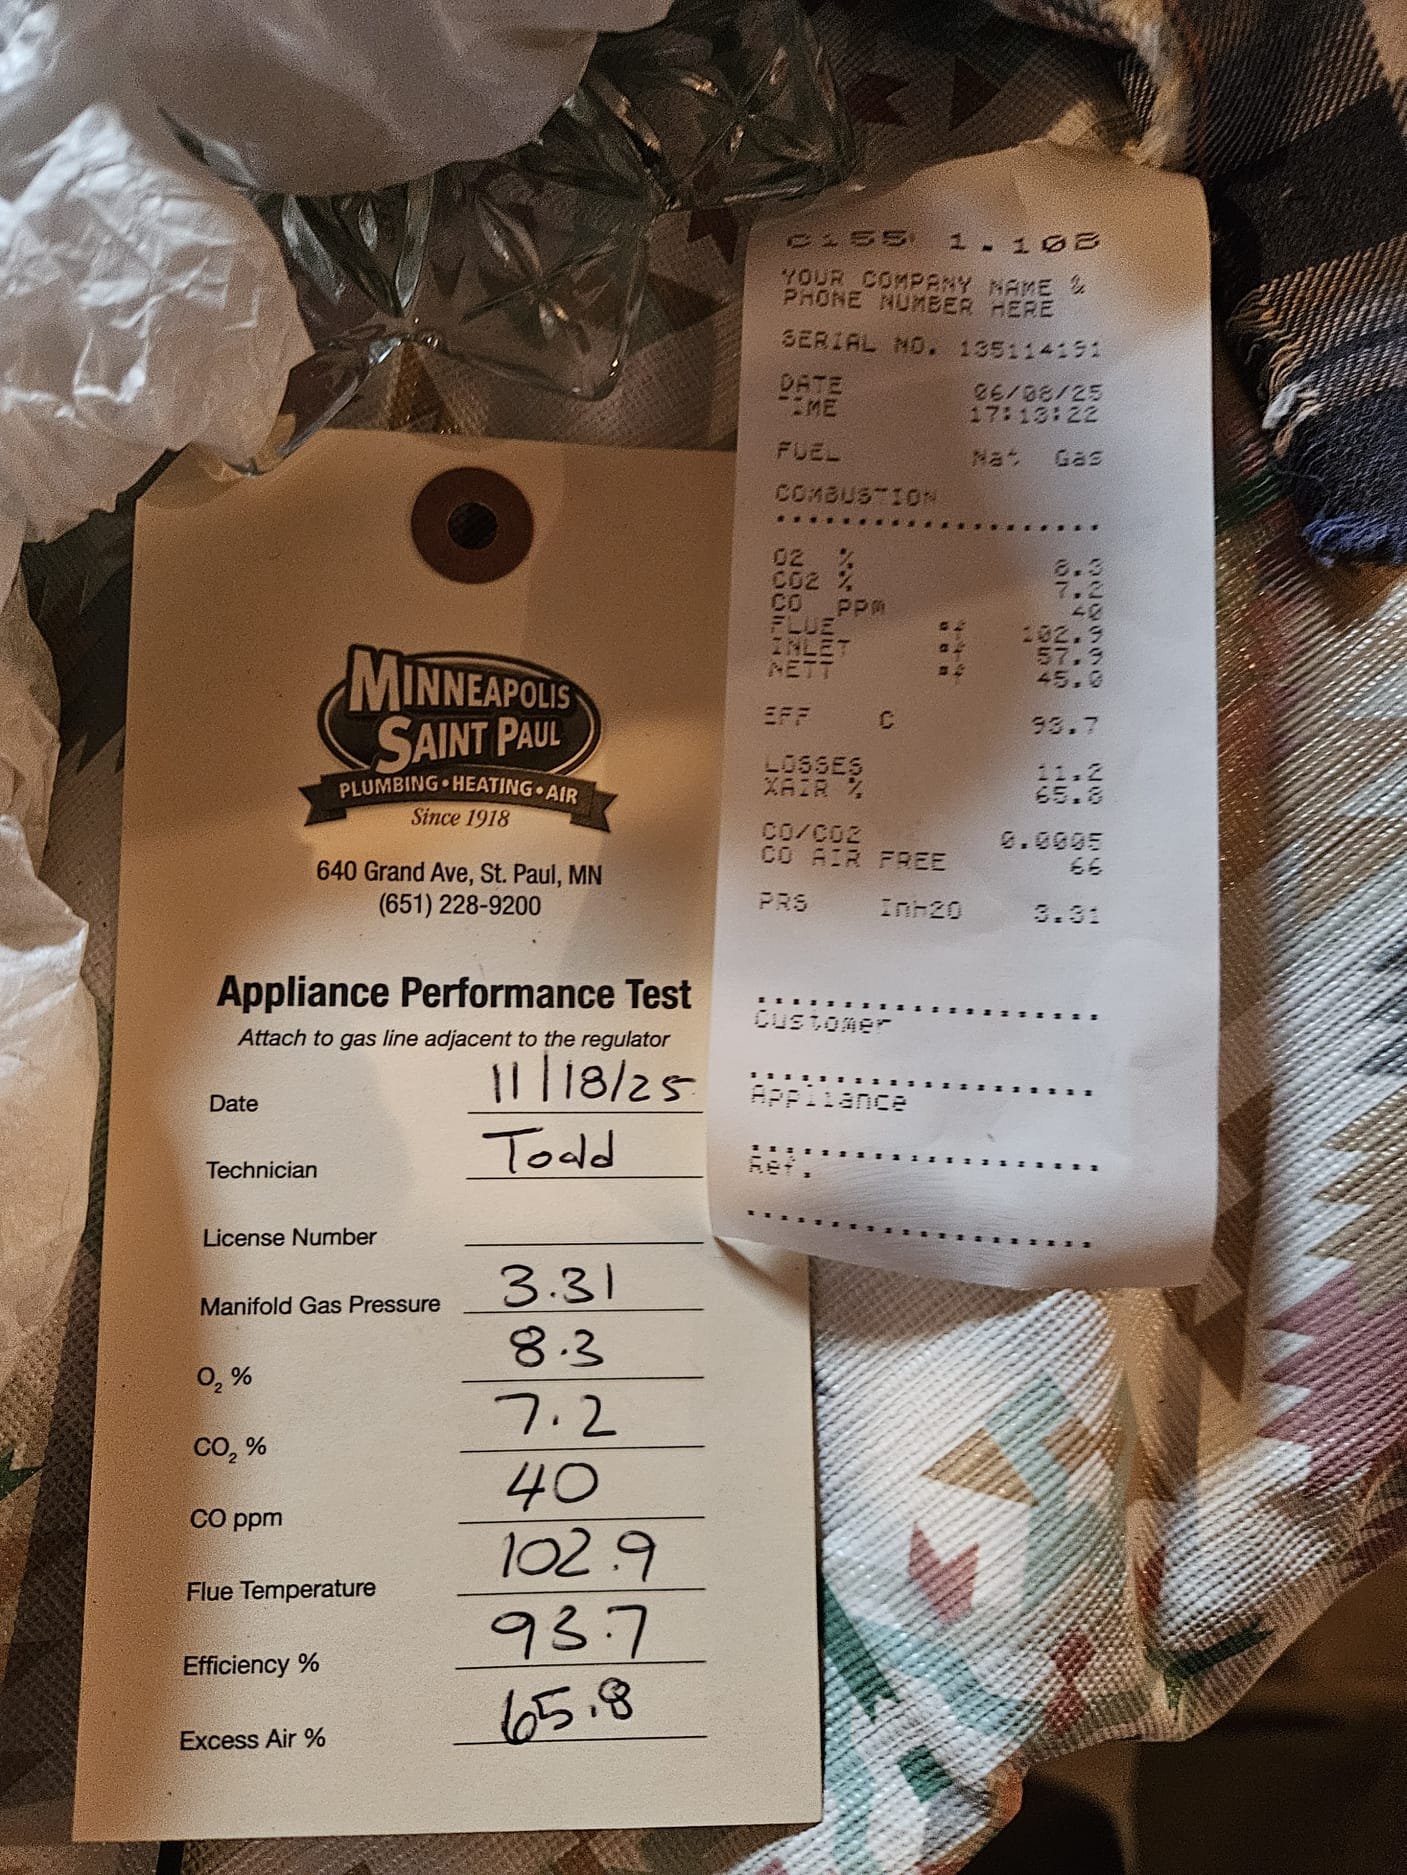 MINNEAPOLIS
SAINT PAUL
PLUMBING • HEATING • AIR
Since 1918
640 Grand Ave, St. Paul, MN
(651) 228-9200
Appliance Performance Test
Attach to gas line adjacent to the regulator
Date 11/18/25
Technician Todd
License Number
Manifold Gas Pressure 3.31
O₂ % 8.3
CO₂ % 7.2
CO ppm 40
Flue Temperature 102.9
Efficiency % 93.7
Excess Air % 65.8
c155 1.108
YOUR COMPANY NAME &
PHONE NUMBER HERE
SERIAL NO. 135114191
DATE 06/08/25
TIME 17:13:22
FUEL Nat Gas
COMBUSTION
O2 % 8.3
CO2 % 7.2
CO ppm 40
FLUE °f 102.9
INLET °f 57.9
NETT °f 45.0
EFF C 93.7
LOSSES 11.2
XAIR % 65.8
CO/CO2 0.0005
CO AIR FREE 66
PRS InH2O 3.31
Customer
Appliance
Ref.